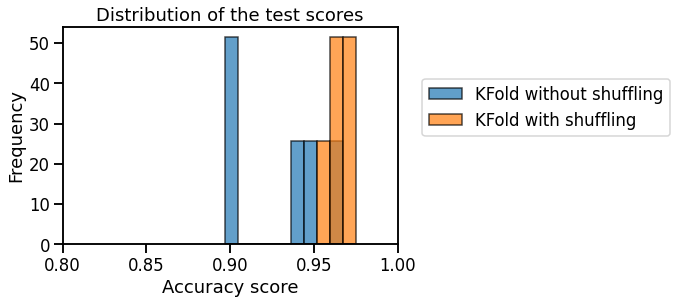 Distribution of the test scores
50
40
30
20
10
0
Frequency
0.80 0.85 0.90 0.95 1.00
Accuracy score
KFold without shuffling
KFold with shuffling